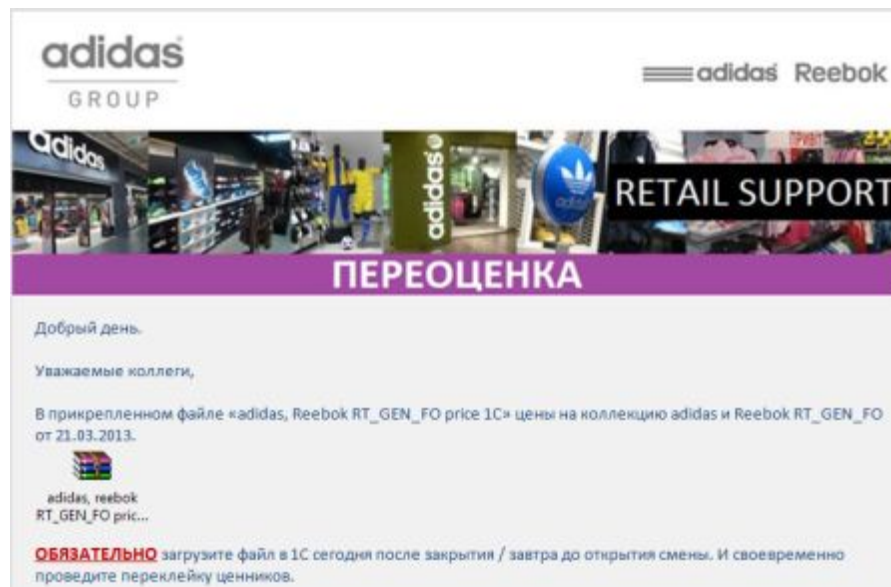 adidas
GROUP
adidas Reebok
adidas
adidas
RETAIL SUPPORT
ПЕРЕОЦЕНКА
Добрый день.
Уважаемые коллеги,
В прикрепленном файле «adidas, Reebok RT_GEN_FO price 1C» цены на коллекцию adidas и Reebok RT_GEN_FO
от 21.03.2013.
adidas, reebok
RT_GEN_FO pric...
ОБЯЗАТЕЛЬНО загрузите файл в 1С сегодня после закрытия / завтра до открытия смены. И своевременно
проведите переклейку ценников.